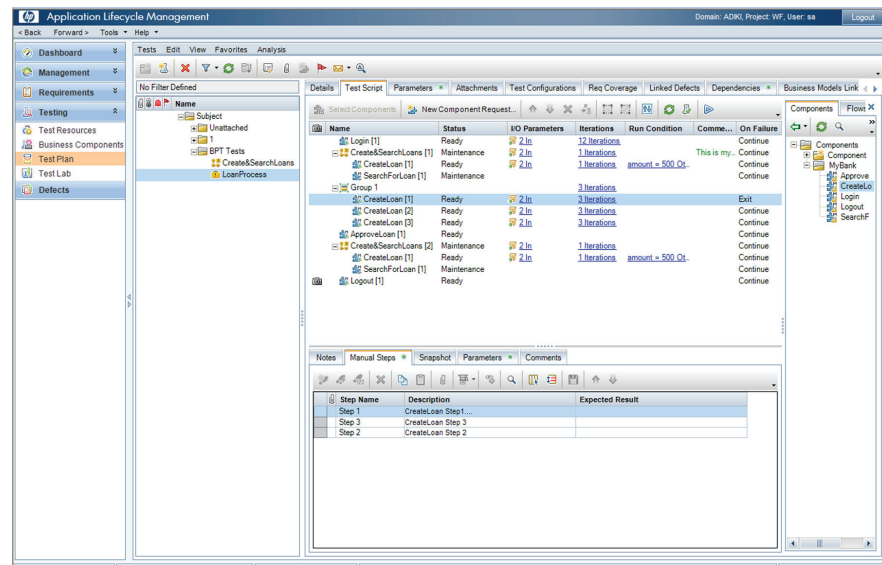 Application Lifecycle Management
Domain: ADIKI, Project: WF, User: sa
Logout
< Back Forward > Tools Help
Dashboard
Management
Requirements
Testing
Test Resources
Business Components
Test Plan
Test Lab
Defects
Tests Edit View Favorites Analysis
No Filter Defined
Name
Subject
Unattached
1
BPT Tests
Create&SearchLoans
LoanProcess
Details Test Script Parameters Attachments Test Configurations Req Coverage Linked Defects Dependencies Business Models Link
Select Components New Component Request...
Name Status I/O Parameters Iterations Run Condition Comme... On Failure
Login [1] Ready 2 In 12 Iterations Continue
Create&SearchLoans [1] Maintenance 2 In 1 Iterations This is my... Continue
CreateLoan [1] Ready 2 In 1 Iterations amount = 500 Ot... Continue
SearchForLoan [1] Maintenance Continue
Group 1 3 Iterations
CreateLoan [1] Ready 2 In 3 Iterations Exit
CreateLoan [2] Ready 2 In 3 Iterations Continue
CreateLoan [3] Ready 2 In 3 Iterations Continue
ApproveLoan [1] Ready Continue
Create&SearchLoans [2] Maintenance 2 In 1 Iterations Continue
CreateLoan [1] Ready 2 In 1 Iterations amount = 500 Ot... Continue
SearchForLoan [1] Maintenance Continue
Logout [1] Ready Continue
Components Flows
Components
Component
MyBank
Approve
CreateLo
Login
Logout
SearchF
Notes Manual Steps Snapshot Parameters Comments
Step Name Description Expected Result
Step 1 CreateLoan Step1....
Step 3 CreateLoan Step 3
Step 2 CreateLoan Step 2